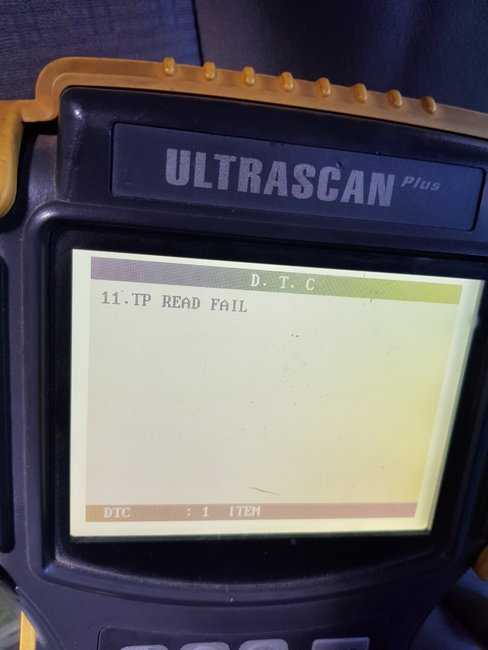 ULTRASCAN Plus
D. T. C
11.TP READ FAIL
DTC : 1 ITEM